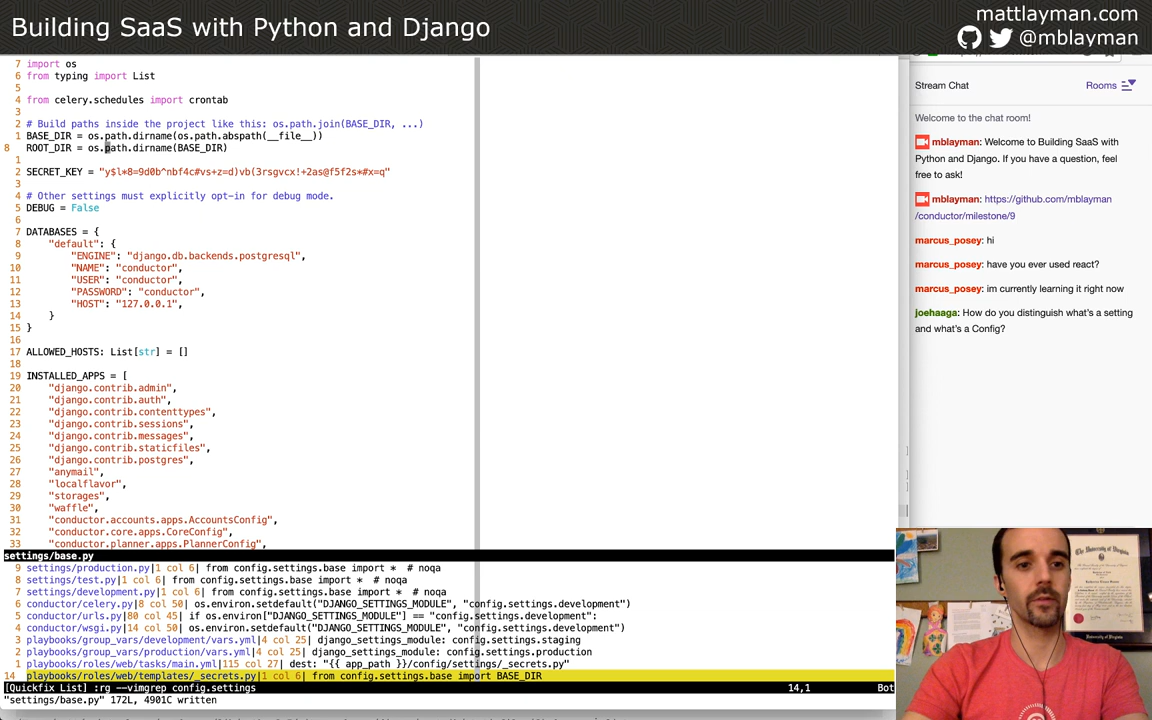 Building SaaS with Python and Django
mattlayman.com
@mblayman
7 import os
6 from typing import List
5
4 from celery.schedules import crontab
3
2 # Build paths inside the project like this: os.path.join(BASE_DIR, ...)
1 BASE_DIR = os.path.dirname(os.path.abspath(__file__))
8 ROOT_DIR = os.path.dirname(BASE_DIR)
1
2 SECRET_KEY = "y$l*8=9d0b^nbf4c#vs+z=d)vb(3rsgvcx!+2as@f5f2s*#x=q"
3
4 # Other settings must explicitly opt-in for debug mode.
5 DEBUG = False
6
7 DATABASES = {
8 "default": {
9 "ENGINE": "django.db.backends.postgresql",
10 "NAME": "conductor",
11 "USER": "conductor",
12 "PASSWORD": "conductor",
13 "HOST": "127.0.0.1",
14 }
15 }
16
17 ALLOWED_HOSTS: List[str] = []
18
19 INSTALLED_APPS = [
20 "django.contrib.admin",
21 "django.contrib.auth",
22 "django.contrib.contenttypes",
23 "django.contrib.sessions",
24 "django.contrib.messages",
25 "django.contrib.staticfiles",
26 "django.contrib.postgres",
27 "anymail",
28 "localflavor",
29 "storages",
30 "waffle",
31 "conductor.accounts.apps.AccountsConfig",
32 "conductor.core.apps.CoreConfig",
33 "conductor.planner.apps.PlannerConfig",
settings/base.py
9 settings/production.py|1 col 6| from config.settings.base import * # noqa
8 settings/test.py|1 col 6| from config.settings.base import * # noqa
7 settings/development.py|1 col 6| from config.settings.base import * # noqa
6 conductor/celery.py|8 col 50| os.environ.setdefault("DJANGO_SETTINGS_MODULE", "config.settings.development")
5 conductor/urls.py|80 col 45| if os.environ["DJANGO_SETTINGS_MODULE"] == "config.settings.development":
4 conductor/wsgi.py|14 col 50| os.environ.setdefault("DJANGO_SETTINGS_MODULE", "config.settings.development")
3 playbooks/group_vars/development/vars.yml|4 col 25| django_settings_module: config.settings.staging
2 playbooks/group_vars/production/vars.yml|4 col 25| django_settings_module: config.settings.production
1 playbooks/roles/web/tasks/main.yml|115 col 27| dest: "{{ app_path }}/config/settings/_secrets.py"
14 playbooks/roles/web/templates/_secrets.py|1 col 6| from config.settings.base import BASE_DIR
[Quickfix List] :rg --vimgrep config.settings 14,1 Bot
"settings/base.py" 172L, 4901C written
Stream Chat
Rooms
Welcome to the chat room!
mblayman: Welcome to Building SaaS with
Python and Django. If you have a question, feel
free to ask!
mblayman: https://github.com/mblayman
/conductor/milestone/9
marcus_posey: hi
marcus_posey: have you ever used react?
marcus_posey: im currently learning it right now
joehaaga: How do you distinguish what's a setting
and what's a Config?